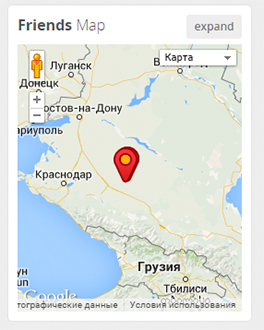 Friends Map
expand
Луганск
Карта
Донецк
остов-на-Дону
ариуполь
Краснодар
Грузия
Тбилиси
Google
тографические данные
Условия использования